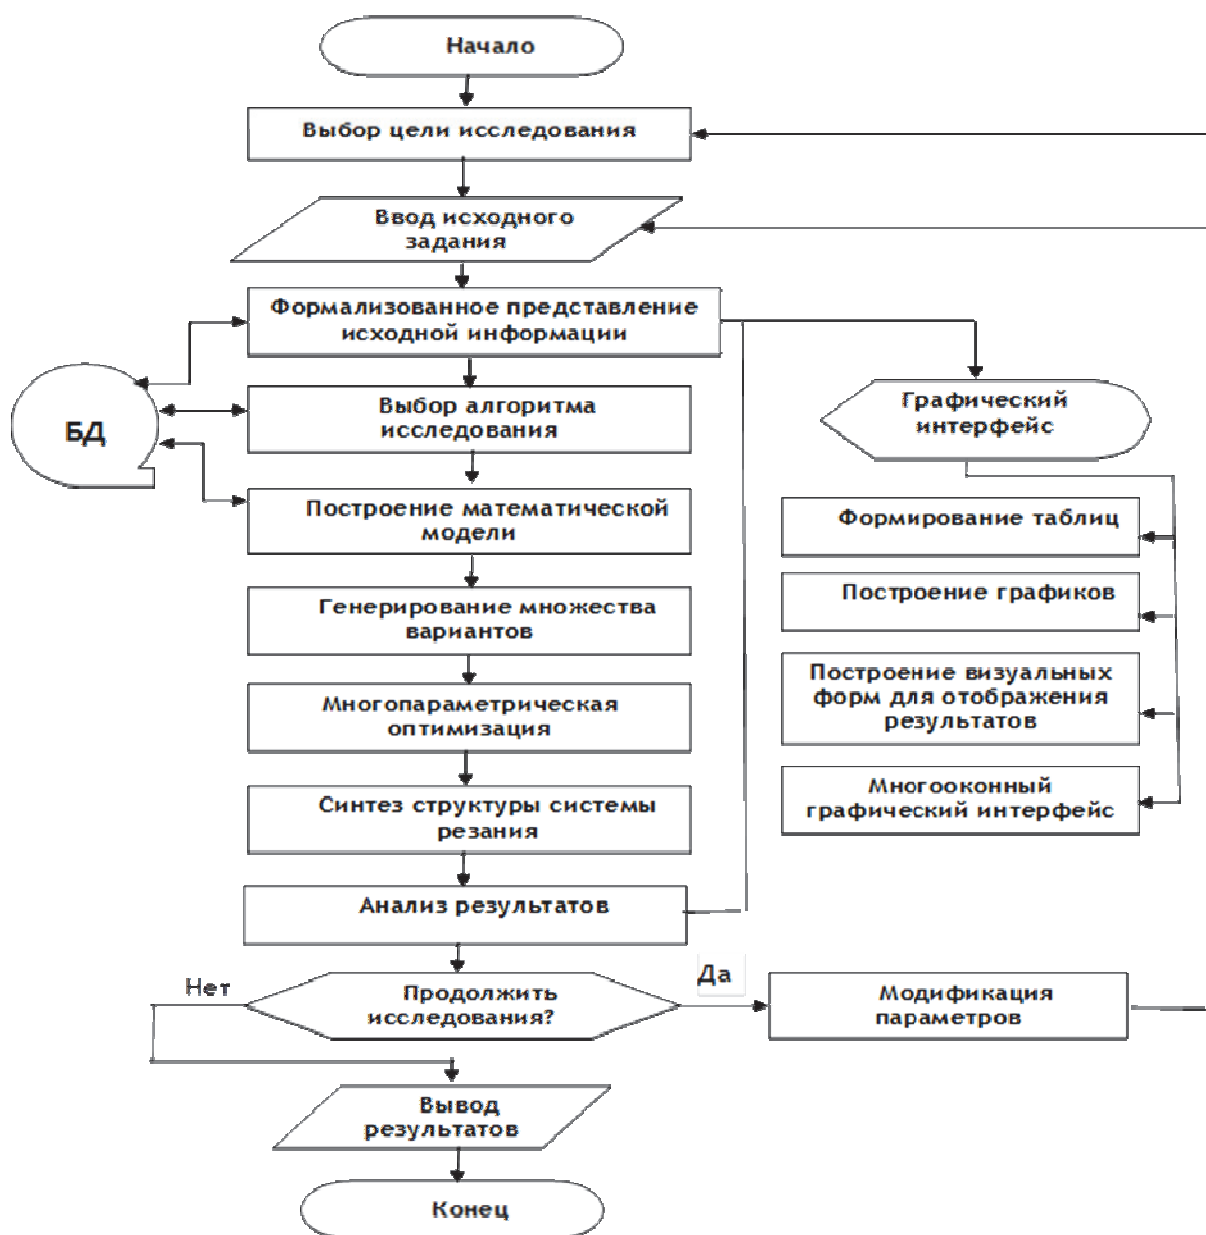 Начало
Выбор цели исследования
Ввод исходного
задания
Формализованное представление
исходной информации
БД
Выбор алгоритма
исследования
Графический
интерфейс
Построение математической
модели
Формирование таблиц
Генерирование множества
вариантов
Построение графиков
Многопараметрическая
оптимизация
Построение визуальных
форм для отображения
результатов
Синтез структуры системы
резания
Многооконный
графический интерфейс
Анализ результатов
Нет
Продолжить
исследования?
Да
Модификация
параметров
Вывод
результатов
Конец